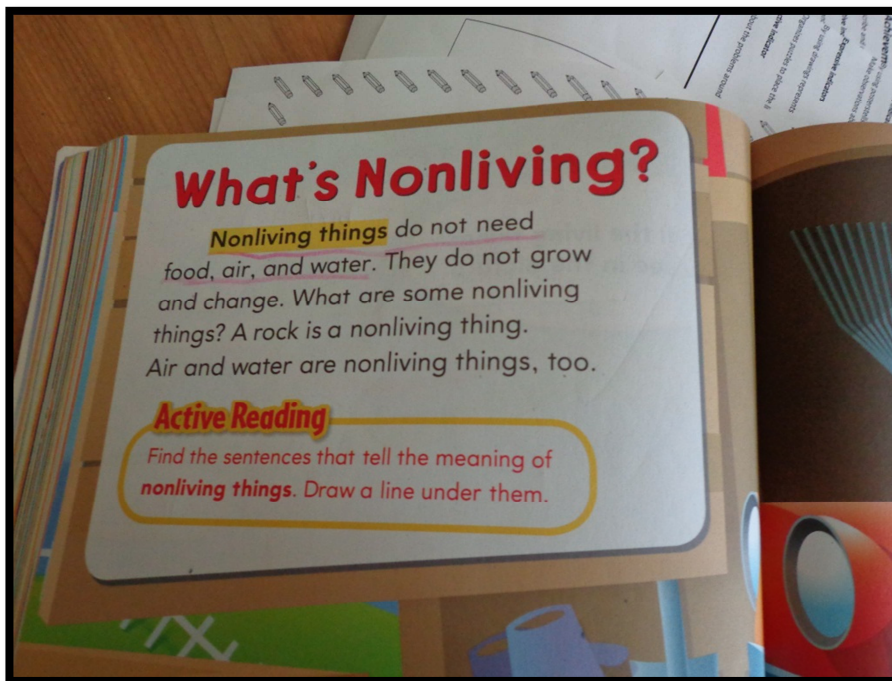 What's Nonliving?
Nonliving things do not need
food, air, and water. They do not grow
and change. What are some nonliving
things? A rock is a nonliving thing.
Air and water are nonliving things, too.
Active Reading
Find the sentences that tell the meaning of
nonliving things. Draw a line under them.